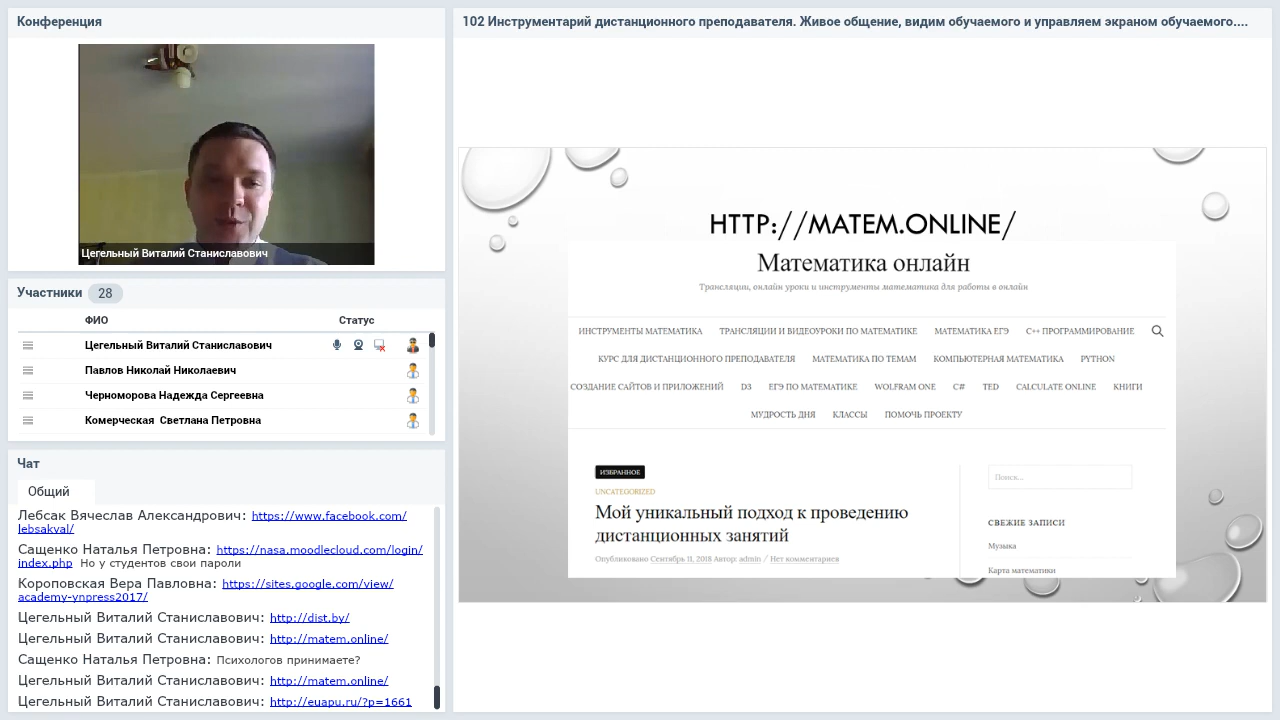 Конференция
Цегельный Виталий Станиславович
Участники 28
ФИО Статус
Цегельный Виталий Станиславович
Павлов Николай Николаевич
Черноморова Надежда Сергеевна
Комерческая Светлана Петровна
Чат
Общий
Лебсак Вячеслав Александрович: https://www.facebook.com/
lebsakval/
Сащенко Наталья Петровна: https://nasa.moodlecloud.com/login/
index.php Но у студентов свои пароли
Короповская Вера Павловна: https://sites.google.com/view/
academy-ynpress2017/
Цегельный Виталий Станиславович: http://dist.by/
Цегельный Виталий Станиславович: http://matem.online/
Сащенко Наталья Петровна: Психологов принимаете?
Цегельный Виталий Станиславович: http://matem.online/
Цегельный Виталий Станиславович: http://euapu.ru/?p=1661
102 Инструментарий дистанционного преподавателя. Живое общение, видим обучаемого и управляем экраном обучаемого....
HTTP://MATEM.ONLINE/
Математика онлайн
Трансляции, онлайн уроки и инструменты математика для работы в онлайн
ИНСТРУМЕНТЫ МАТЕМАТИКА ТРАНСЛЯЦИИ И ВИДЕОУРОКИ ПО МАТЕМАТИКЕ МАТЕМАТИКА ЕГЭ C++ ПРОГРАММИРОВАНИЕ
КУРС ДЛЯ ДИСТАНЦИОННОГО ПРЕПОДАВАТЕЛЯ МАТЕМАТИКА ПО ТЕМАМ КОМПЬЮТЕРНАЯ МАТЕМАТИКА PYTHON
СОЗДАНИЕ САЙТОВ И ПРИЛОЖЕНИЙ D3 ЕГЭ ПО МАТЕМАТИКЕ WOLFRAM ONE C# TED CALCULATE ONLINE КНИГИ
МУДРОСТЬ ДНЯ КЛАССЫ ПОМОЧЬ ПРОЕКТУ
ИЗБРАННОЕ
UNCATEGORIZED
Мой уникальный подход к проведению
дистанционных занятий
Опубликовано Сентябрь 11, 2018 Автор: admin / Нет комментариев
Поиск...
СВЕЖИЕ ЗАПИСИ
Музыка
Карта математики